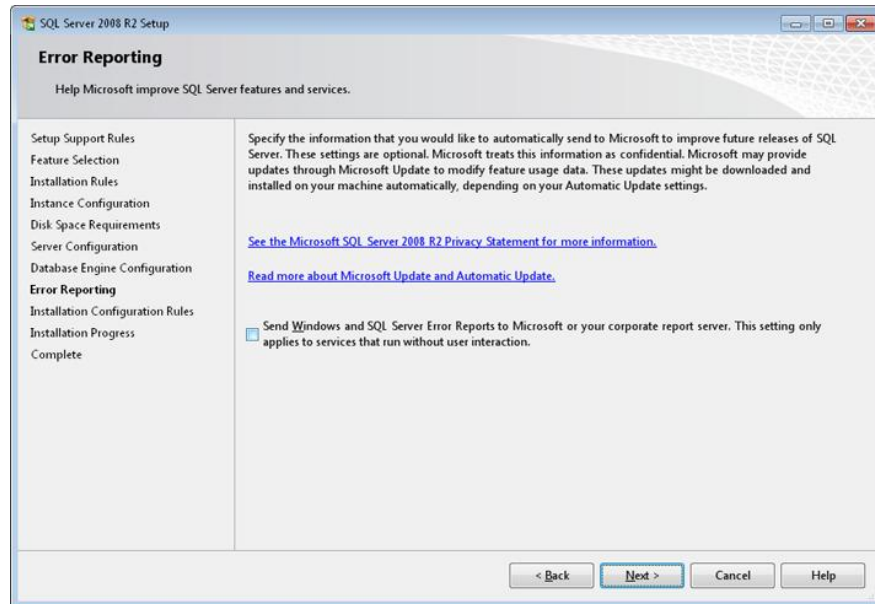 SQL Server 2008 R2 Setup
Error Reporting
Help Microsoft improve SQL Server features and services.
Setup Support Rules
Feature Selection
Installation Rules
Instance Configuration
Disk Space Requirements
Server Configuration
Database Engine Configuration
Error Reporting
Installation Configuration Rules
Installation Progress
Complete
Specify the information that you would like to automatically send to Microsoft to improve future releases of SQL
Server. These settings are optional. Microsoft treats this information as confidential. Microsoft may provide
updates through Microsoft Update to modify feature usage data. These updates might be downloaded and
installed on your machine automatically, depending on your Automatic Update settings.
See the Microsoft SQL Server 2008 R2 Privacy Statement for more information.
Read more about Microsoft Update and Automatic Update.
Send Windows and SQL Server Error Reports to Microsoft or your corporate report server. This setting only
applies to services that run without user interaction.
< Back Next > Cancel Help